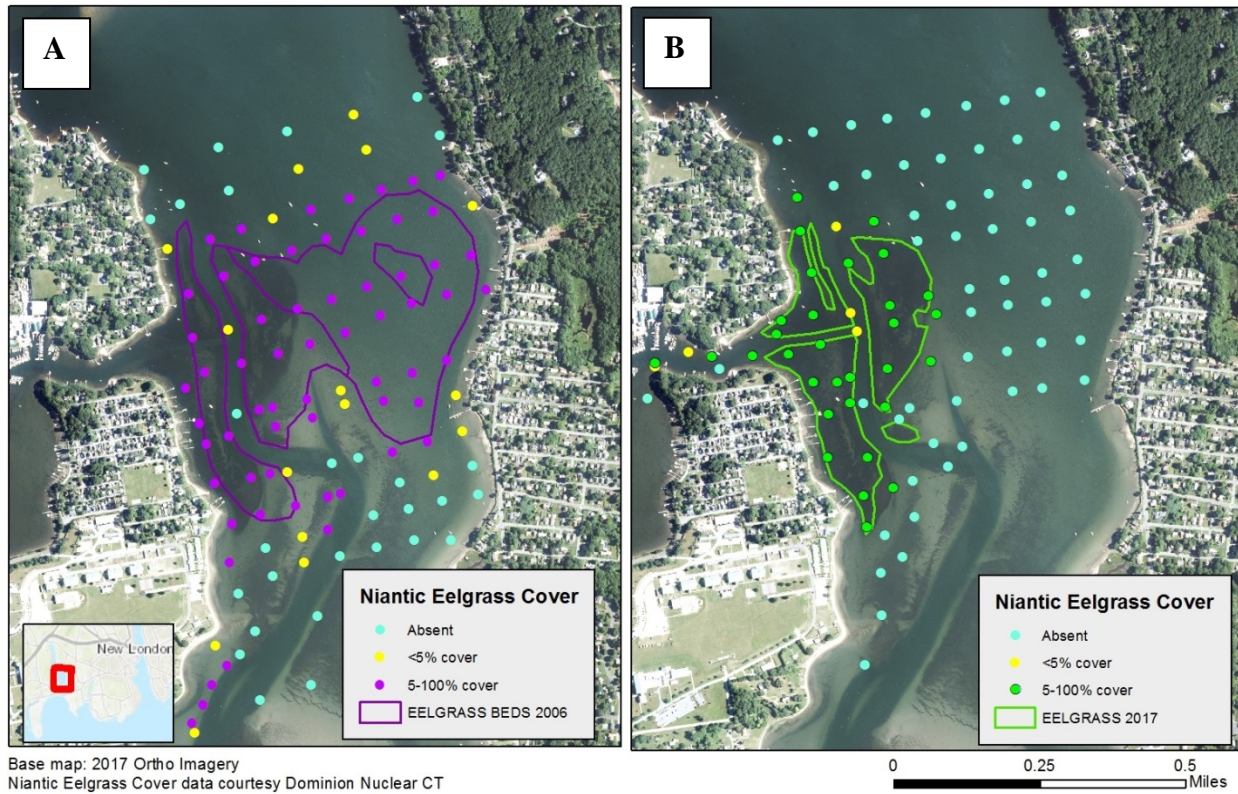 A
New London
Niantic Eelgrass Cover
Absent
<5% cover
5-100% cover
EELGRASS BEDS 2006
B
Niantic Eelgrass Cover
Absent
<5% cover
5-100% cover
EELGRASS 2017
Base map: 2017 Ortho Imagery
Niantic Eelgrass Cover data courtesy Dominion Nuclear CT
0 0.25 0.5
Miles